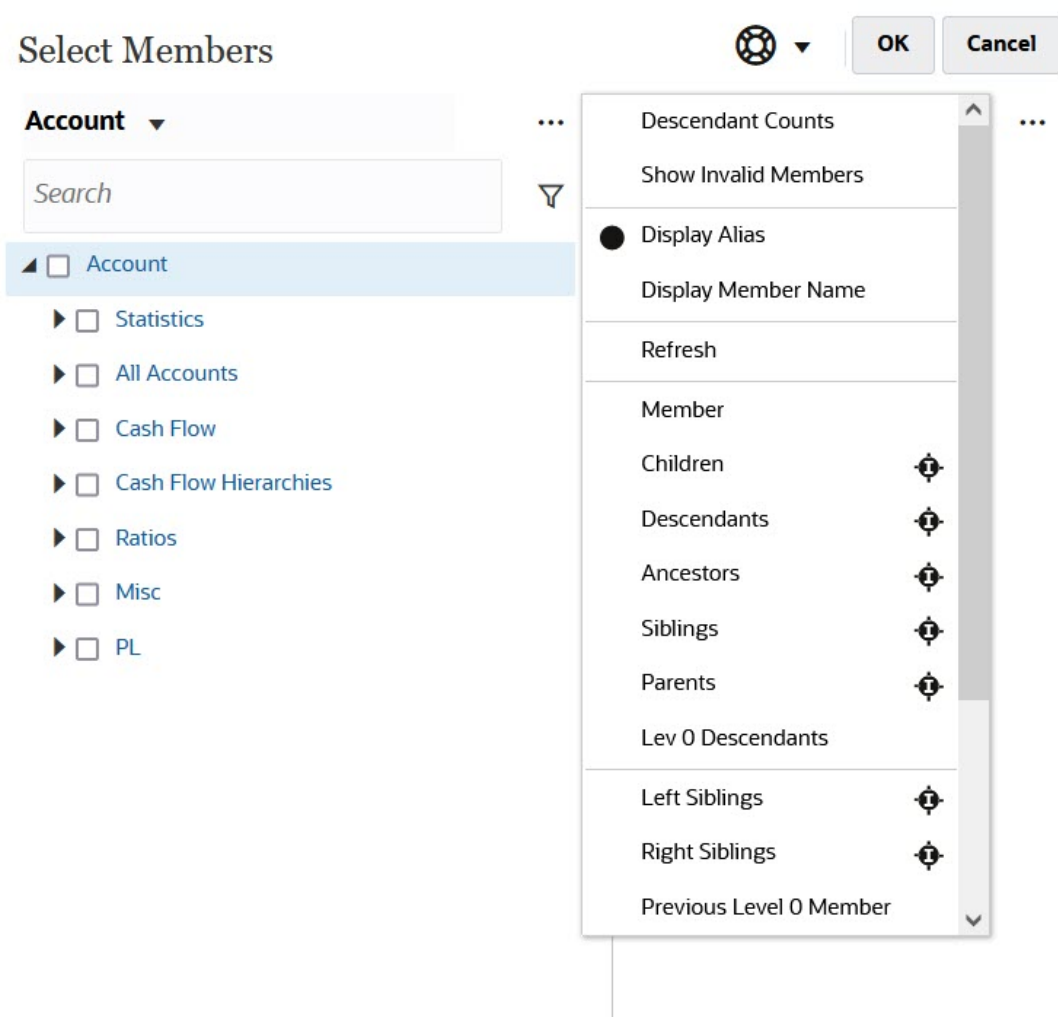 Select Members
OK
Cancel
Account
Search
Account
Statistics
All Accounts
Cash Flow
Cash Flow Hierarchies
Ratios
Misc
PL
Descendant Counts
Show Invalid Members
Display Alias
Display Member Name
Refresh
Member
Children
Descendants
Ancestors
Siblings
Parents
Lev 0 Descendants
Left Siblings
Right Siblings
Previous Level 0 Member